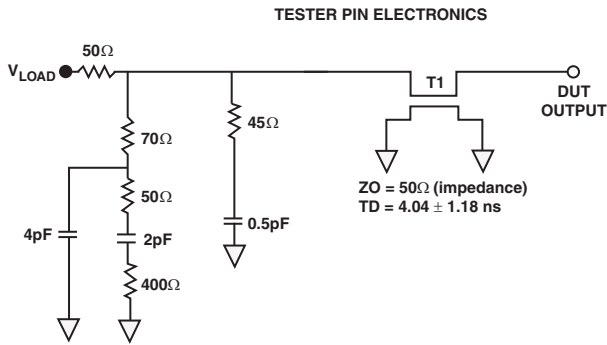 TESTER PIN ELECTRONICS
50Ω
VLOAD
T1
DUT
OUTPUT
70Ω
45Ω
50Ω
ZO = 50Ω (impedance)
TD = 4.04 ± 1.18 ns
0.5pF
4pF
2pF
400Ω